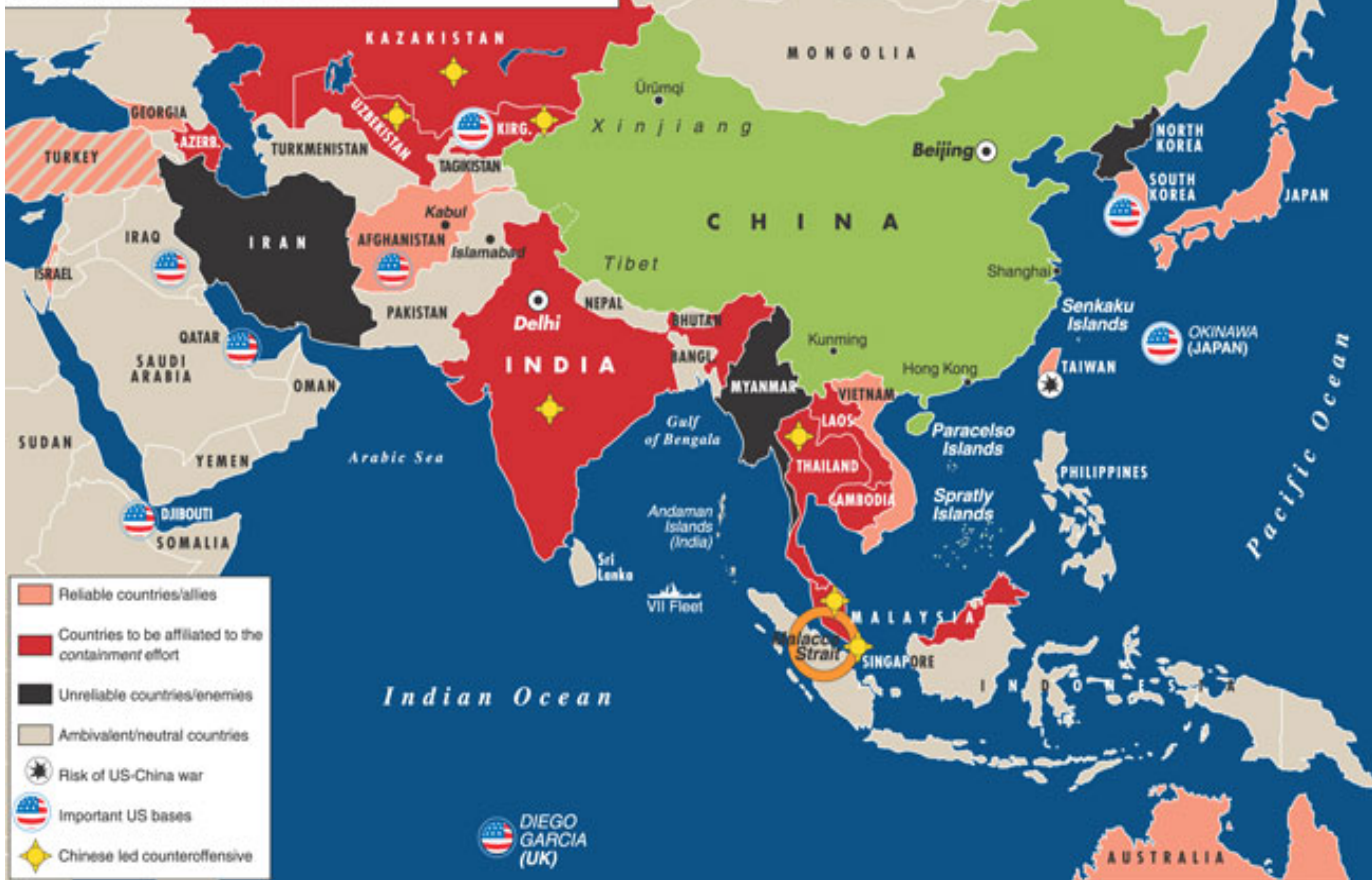 KAZAKISTAN
MONGOLIA
Ürümqi
Xinjiang
GEORGIA
UZBEKISTAN
KIRG.
NORTH
KOREA
AZERB.
TURKMENISTAN
Beijing
TURKEY
TAGIKISTAN
SOUTH
KOREA
JAPAN
Kabul
CHINA
IRAQ
IRAN
AFGHANISTAN
Islamabad
Tibet
Shanghai
ISRAEL
PAKISTAN
NEPAL
Senkaku
Islands
Delhi
BHUTAN
OKINAWA
(JAPAN)
QATAR
Kunming
SAUDI
ARABIA
INDIA
BANGL.
Hong Kong
TAIWAN
OMAN
MYANMAR
VIETNAM
LAOS
Gulf
of Bengala
Paracelso
Islands
SUDAN
YEMEN
Arabic Sea
THAILAND
PHILIPPINES
CAMBODIA
Spratly
Islands
Pacific Ocean
DJIBOUTI
SOMALIA
Andaman
Islands
(India)
Sri
Lanka
VII Fleet
MALAYSIA
Malacca
Strait
SINGAPORE
INDONESIA
Indian Ocean
Reliable countries/allies
Countries to be affiliated to the
containment effort
Unreliable countries/enemies
Ambivalent/neutral countries
Risk of US-China war
Important US bases
Chinese led counteroffensive
DIEGO
GARCIA
(UK)
AUSTRALIA